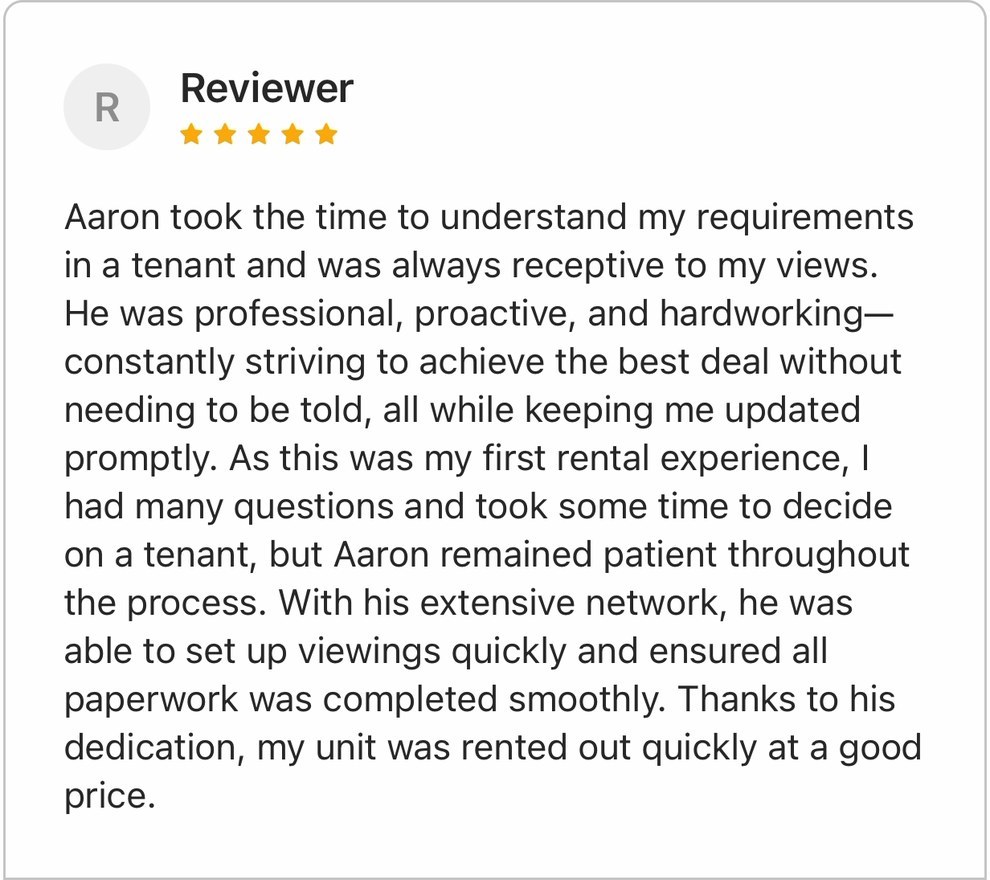 R
Reviewer
Aaron took the time to understand my requirements
in a tenant and was always receptive to my views.
He was professional, proactive, and hardworking—
constantly striving to achieve the best deal without
needing to be told, all while keeping me updated
promptly. As this was my first rental experience, I
had many questions and took some time to decide
on a tenant, but Aaron remained patient throughout
the process. With his extensive network, he was
able to set up viewings quickly and ensured all
paperwork was completed smoothly. Thanks to his
dedication, my unit was rented out quickly at a good
price.